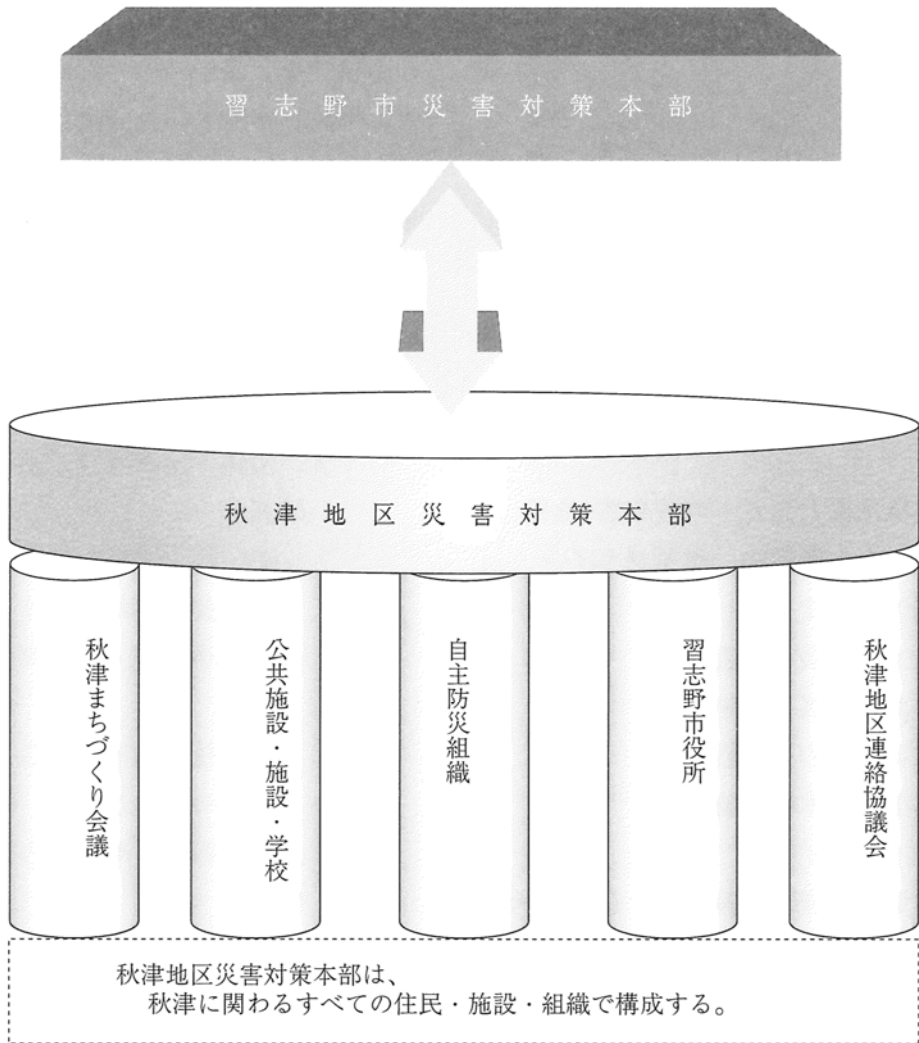 習志野市災害対策本部
秋津地区災害対策本部
秋津まちづくり会議
公共施設・施設・学校
自主防災組織
習志野市役所
秋津地区連絡協議会
秋津地区災害対策本部は、
秋津に関わるすべての住民・施設・組織で構成する。